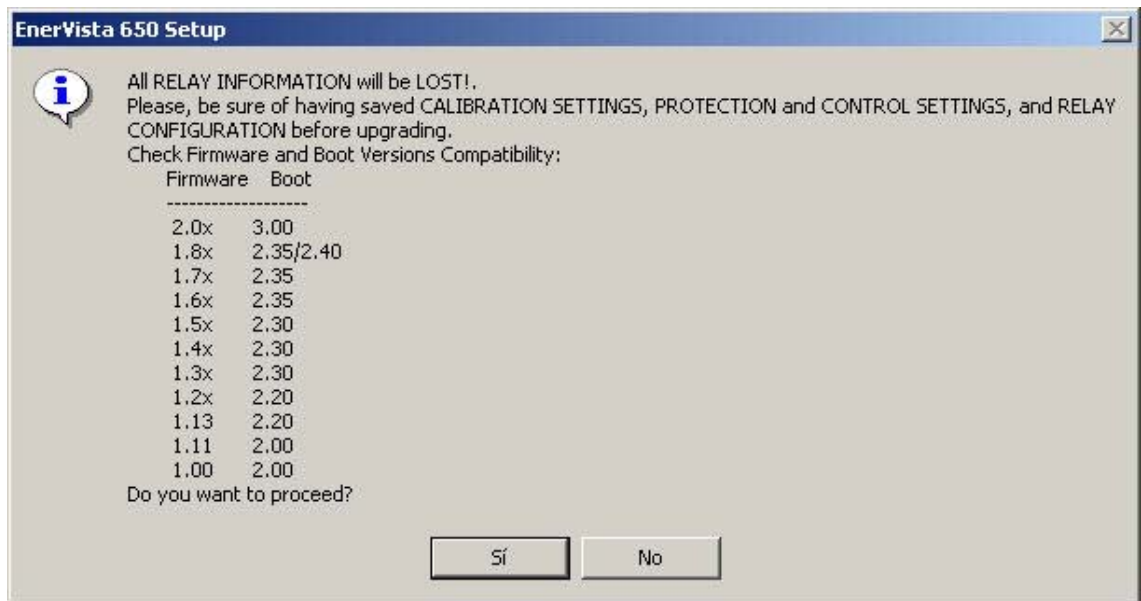 EnerVista 650 Setup
All RELAY INFORMATION will be LOST!.
Please, be sure of having saved CALIBRATION SETTINGS, PROTECTION and CONTROL SETTINGS, and RELAY
CONFIGURATION before upgrading.
Check Firmware and Boot Versions Compatibility:
Firmware Boot
-------------------
2.0x 3.00
1.8x 2.35/2.40
1.7x 2.35
1.6x 2.35
1.5x 2.30
1.4x 2.30
1.3x 2.30
1.2x 2.20
1.13 2.20
1.11 2.00
1.00 2.00
Do you want to proceed?
Sí No